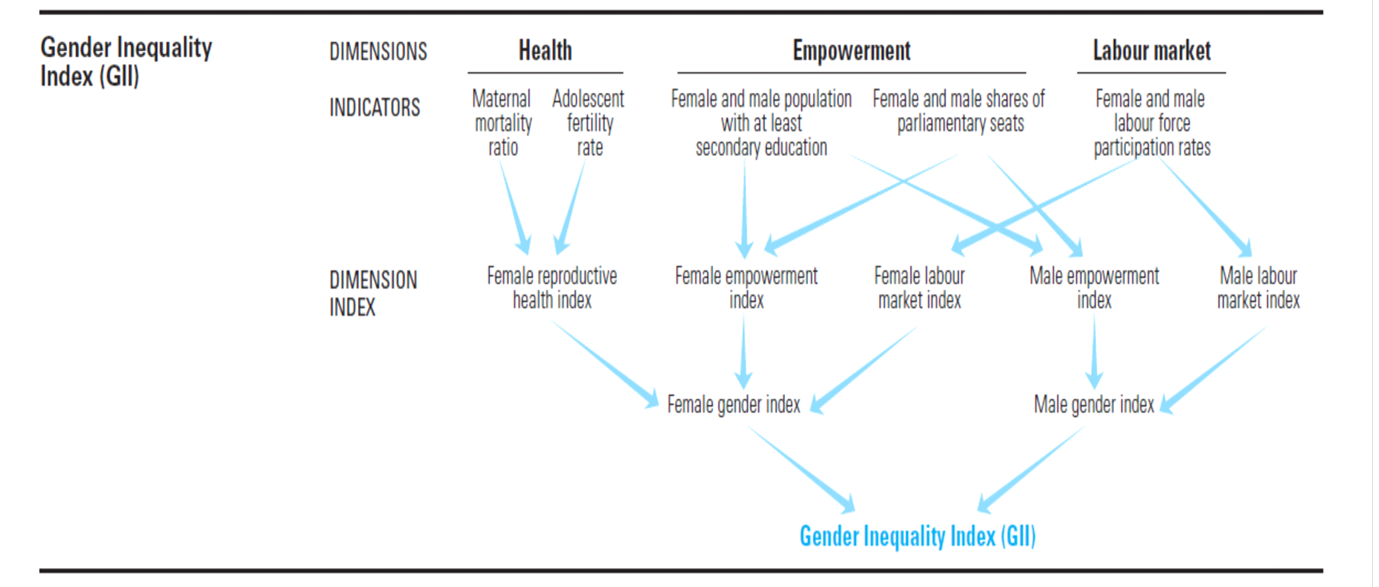 Gender Inequality
Index (GII)
DIMENSIONS
Health
Empowerment
Labour market
INDICATORS
Maternal
mortality
ratio
Adolescent
fertility
rate
Female and male population
with at least
secondary education
Female and male shares of
parliamentary seats
Female and male
labour force
participation rates
DIMENSION
INDEX
Female reproductive
health index
Female empowerment
index
Female labour
market index
Male empowerment
index
Male labour
market index
Female gender index
Male gender index
Gender Inequality Index (GII)